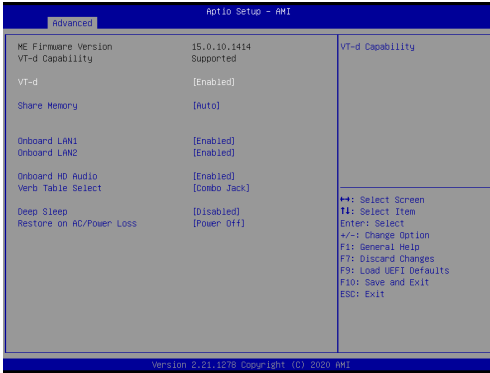 Aptio Setup – AMI
Advanced
ME Firmware Version 15.0.10.1414
VT-d Capability Supported
VT-d [Enabled]
Share Memory [Auto]
Onboard LAN1 [Enabled]
Onboard LAN2 [Enabled]
Onboard HD Audio [Enabled]
Verb Table Select [Combo Jack]
Deep Sleep [Disabled]
Restore on AC/Power Loss [Power Off]
VT-d Capability
→←: Select Screen
↑↓: Select Item
Enter: Select
+/-: Change Option
F1: General Help
F7: Discard Changes
F9: Load UEFI Defaults
F10: Save and Exit
ESC: Exit
Version 2.21.1278 Copyright (C) 2020 AMI